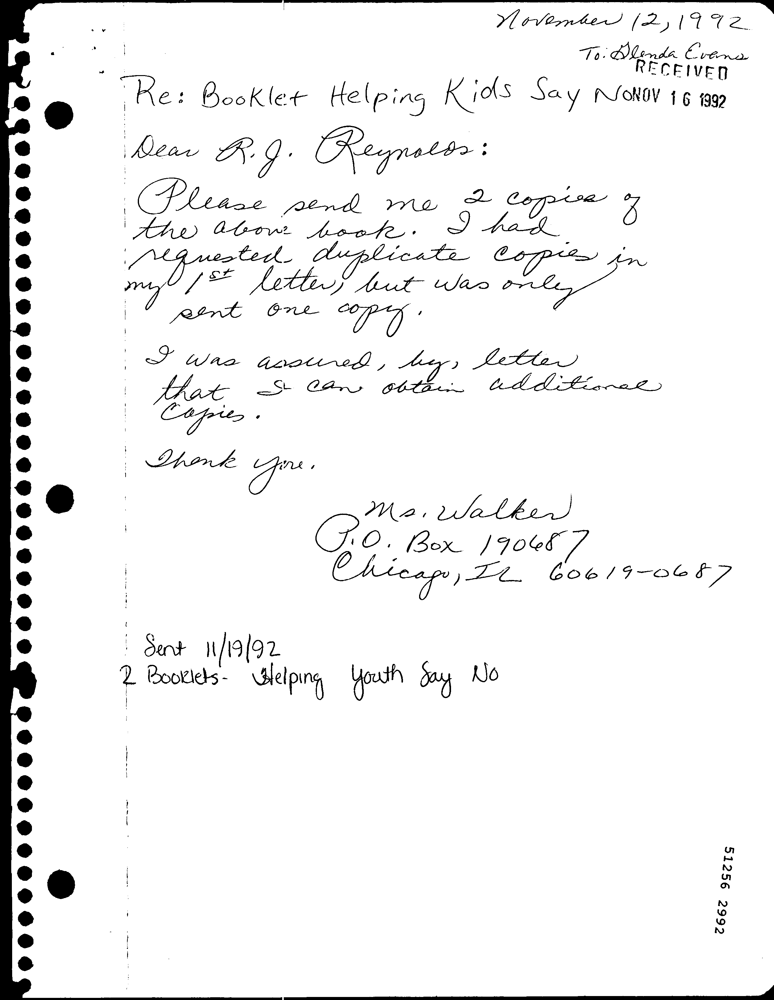 November 12, 1992
To: Glenda Evans
RECEIVED
NOV 16 1992
Re: Booklet Helping Kids Say No
Dear R.J. Reynolds:
Please send me 2 copies of
the above book. I had
requested duplicate copies in
my 1st letter, but was only
sent one copy.
I was assured, by, letter
that I can obtain additional
copies.
Thank you.
Ms. Walker
P.O. Box 190687
Chicago, IL 60619-0687
Sent 11/19/92
2 Booklets- Helping Youth Say No
51256 2992